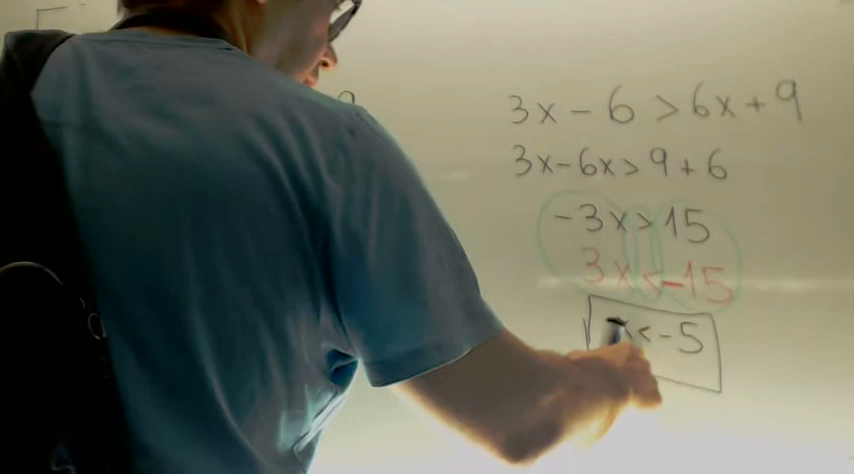 3x - 6 > 6x + 9
3x - 6x > 9 + 6
-3x > 15
3x < -15
x < -5